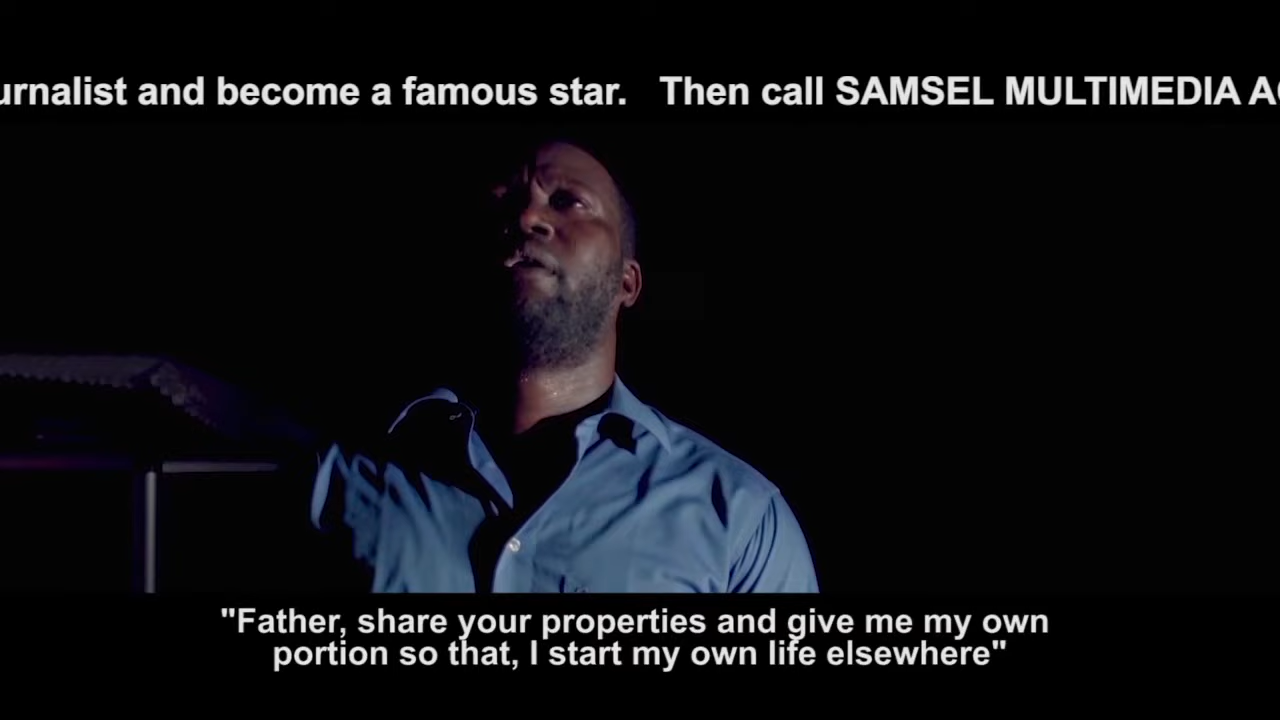 urnalist and become a famous star. Then call SAMSEL MULTIMEDIA
"Father, share your properties and give me my own
portion so that, I start my own life elsewhere"